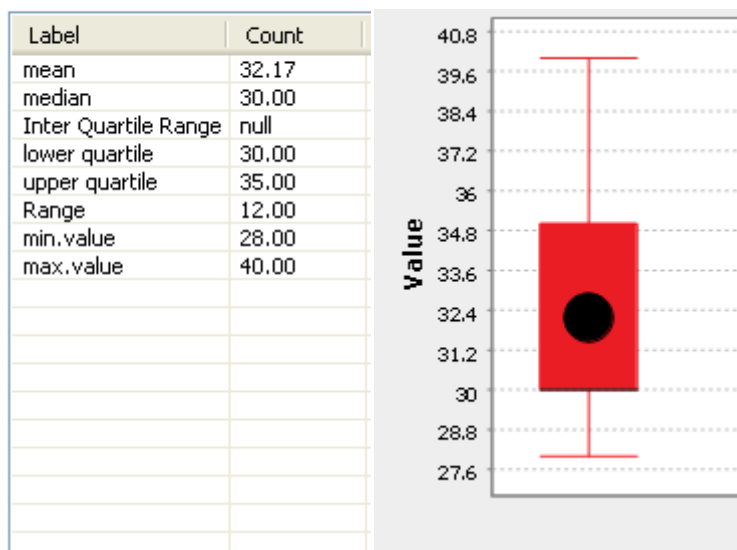 Label Count
mean 32.17
median 30.00
Inter Quartile Range null
lower quartile 30.00
upper quartile 35.00
Range 12.00
min.value 28.00
max.value 40.00
Value
40.8
39.6
38.4
37.2
36
34.8
33.6
32.4
31.2
30
28.8
27.6